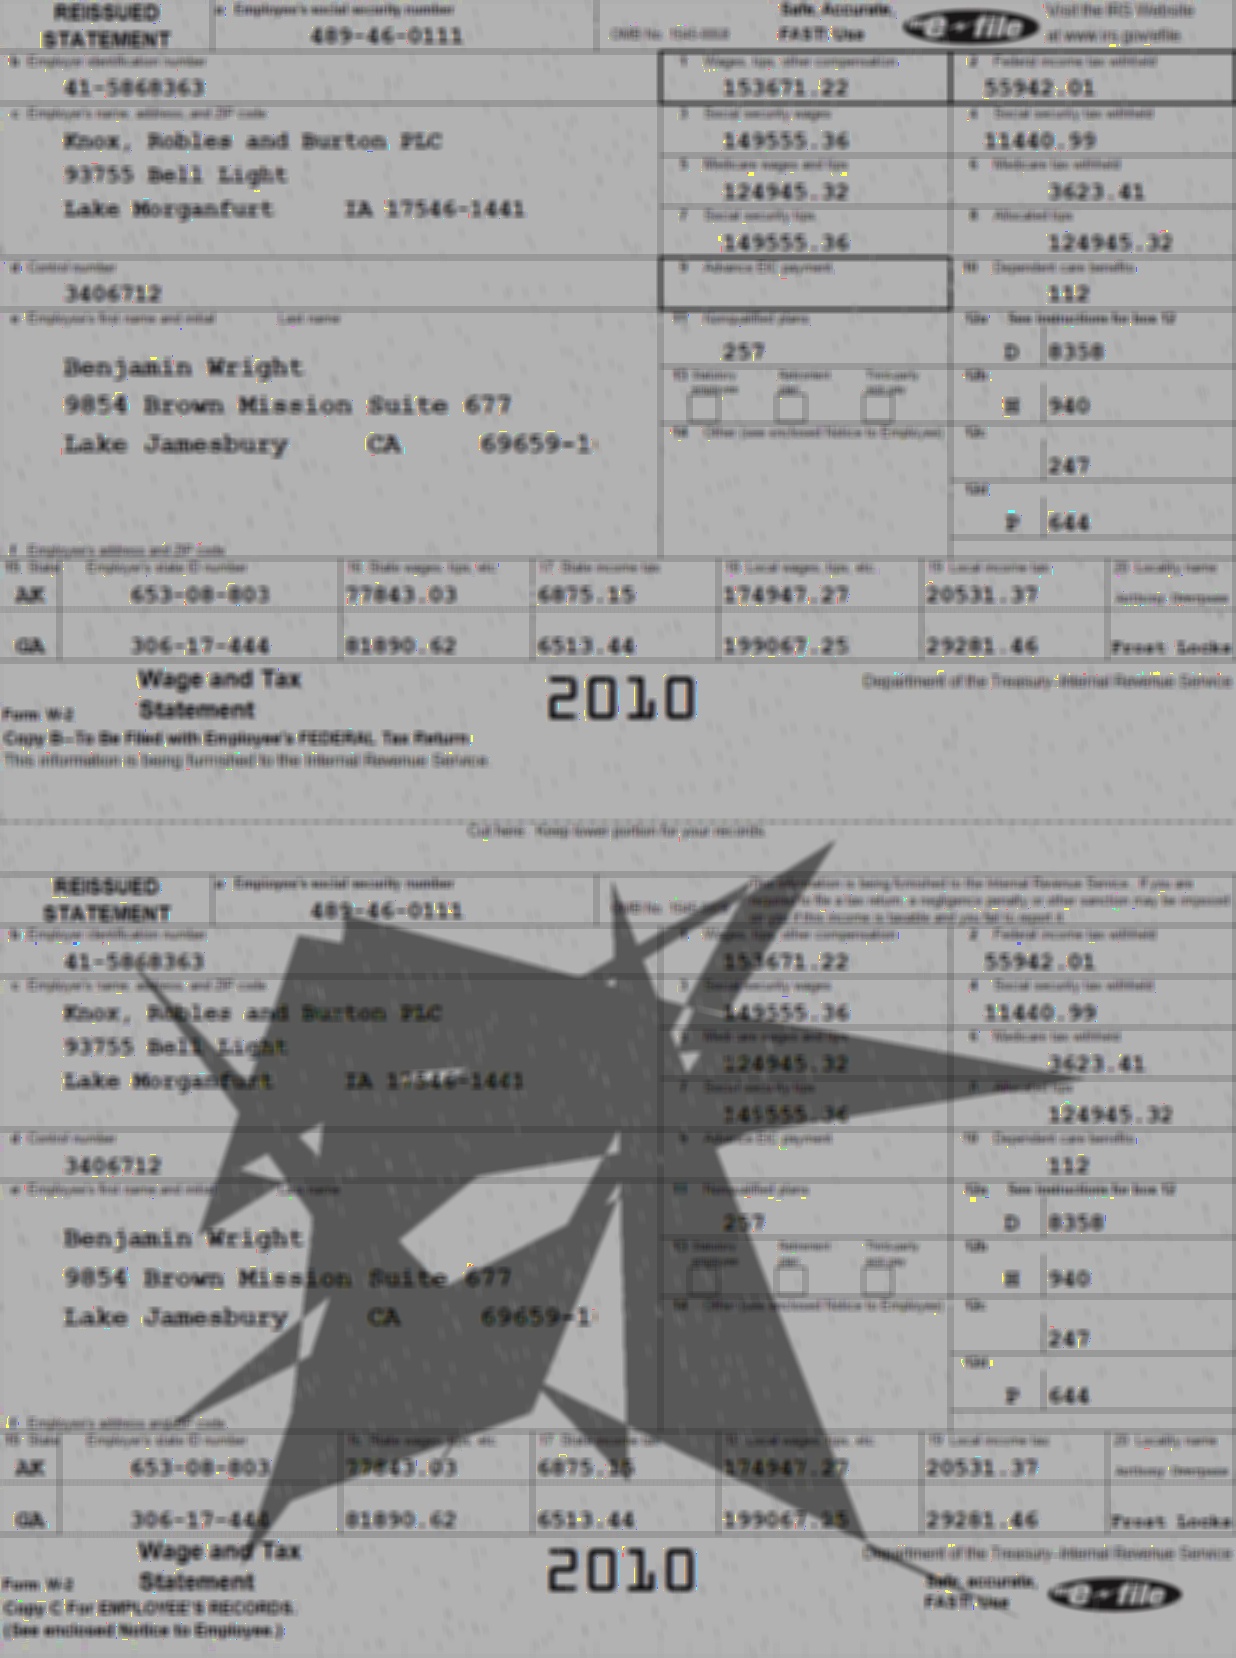 REISSUED STATEMENT
a Employee's social security number
489-46-0111
OMB No. 1545-0008
Safe, Accurate, FAST! Use
e-file
Visit the IRS Website at www.irs.gov/efile.
b Employer identification number
41-5868363
1 Wages, tips, other compensation
153671.22
2 Federal income tax withheld
55942.01
c Employer's name, address, and ZIP code
Knox, Robles and Burton PLC
93755 Bell Light
Lake Morganfurt IA 17546-1441
3 Social security wages
149555.36
4 Social security tax withheld
11440.99
5 Medicare wages and tips
124945.32
6 Medicare tax withheld
3623.41
7 Social security tips
149555.36
8 Allocated tips
124945.32
d Control number
3406712
9 Advance EIC payment
10 Dependent care benefits
112
e Employee's first name and initial Last name
Benjamin Wright
9854 Brown Mission Suite 677
Lake Jamesbury CA 69659-1
11 Nonqualified plans
257
12a See instructions for box 12
D 8358
13 Statutory employee
Retirement plan
Third-party sick pay
12b
H 940
14 Other (see enclosed Notice to Employee)
12c
247
12d
P 644
f Employee's address and ZIP code
15 State Employer's state ID number 16 State wages, tips, etc. 17 State income tax 18 Local wages, tips, etc. 19 Local income tax 20 Locality name
AK 653-08-803 77843.03 6875.15 174947.27 20531.37
GA 306-17-444 81890.62 6513.44 199067.25 29281.46 Frost Locks
Form W-2
Wage and Tax Statement
2010
Department of the Treasury-Internal Revenue Service
Copy B-To Be Filed with Employee's FEDERAL Tax Return.
This information is being furnished to the Internal Revenue Service.
Cut here. Keep lower portion for your records.
REISSUED STATEMENT
a Employee's social security number
489-46-0111
OMB No. 1545-0008
This information is being furnished to the Internal Revenue Service. If you are
required to file a tax return, a negligence penalty or other sanction may be imposed
on you if this income is taxable and you fail to report it.
b Employer identification number
41-5868363
1 Wages, tips, other compensation
153671.22
2 Federal income tax withheld
55942.01
c Employer's name, address, and ZIP code
Knox, Robles and Burton PLC
93755 Bell Light
Lake Morganfurt IA 17546-1441
3 Social security wages
149555.36
4 Social security tax withheld
11440.99
5 Medicare wages and tips
124945.32
6 Medicare tax withheld
3623.41
7 Social security tips
149555.36
8 Allocated tips
124945.32
d Control number
3406712
9 Advance EIC payment
10 Dependent care benefits
112
e Employee's first name and initial Last name
Benjamin Wright
9854 Brown Mission Suite 677
Lake Jamesbury CA 69659-1
11 Nonqualified plans
257
12a See instructions for box 12
D 8358
13 Statutory employee
Retirement plan
Third-party sick pay
12b
H 940
14 Other (see enclosed Notice to Employee)
12c
247
12d
P 644
f Employee's address and ZIP code
15 State Employer's state ID number 16 State wages, tips, etc. 17 State income tax 18 Local wages, tips, etc. 19 Local income tax 20 Locality name
AK 653-08-803 77843.03 6875.15 174947.27 20531.37
GA 306-17-444 81890.62 6513.44 199067.25 29281.46 Frost Locks
Form W-2
Wage and Tax Statement
2010
Department of the Treasury-Internal Revenue Service
Copy C For EMPLOYEE'S RECORDS.
(See enclosed Notice to Employee.)
Safe, accurate, FAST! Use
e-file